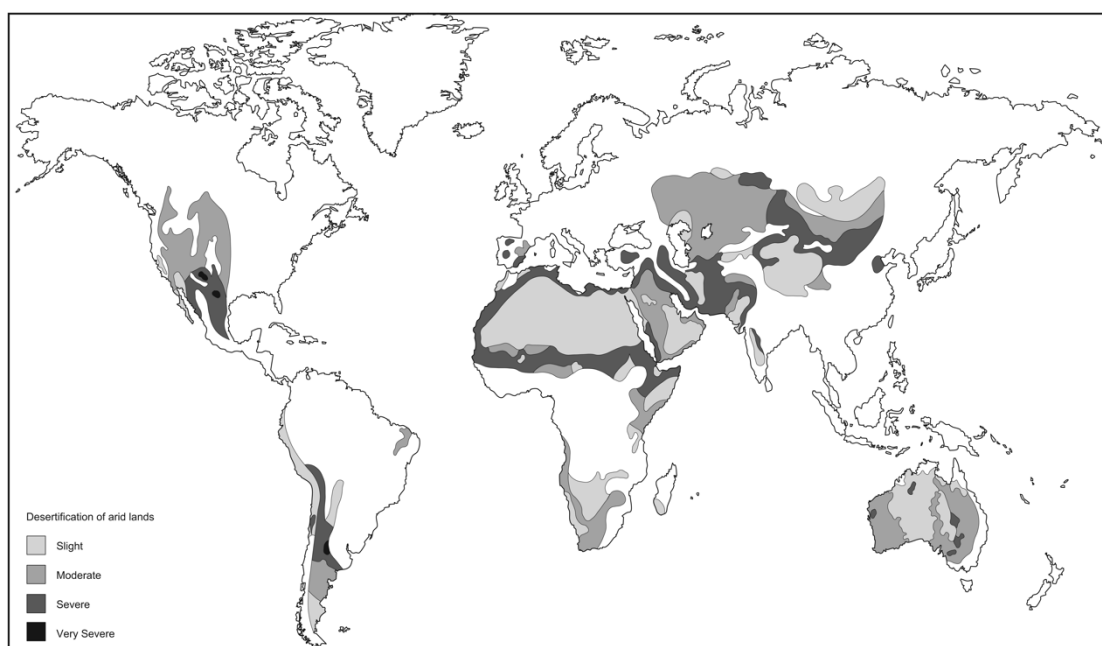 Desertification of arid lands
Slight
Moderate
Severe
Very Severe